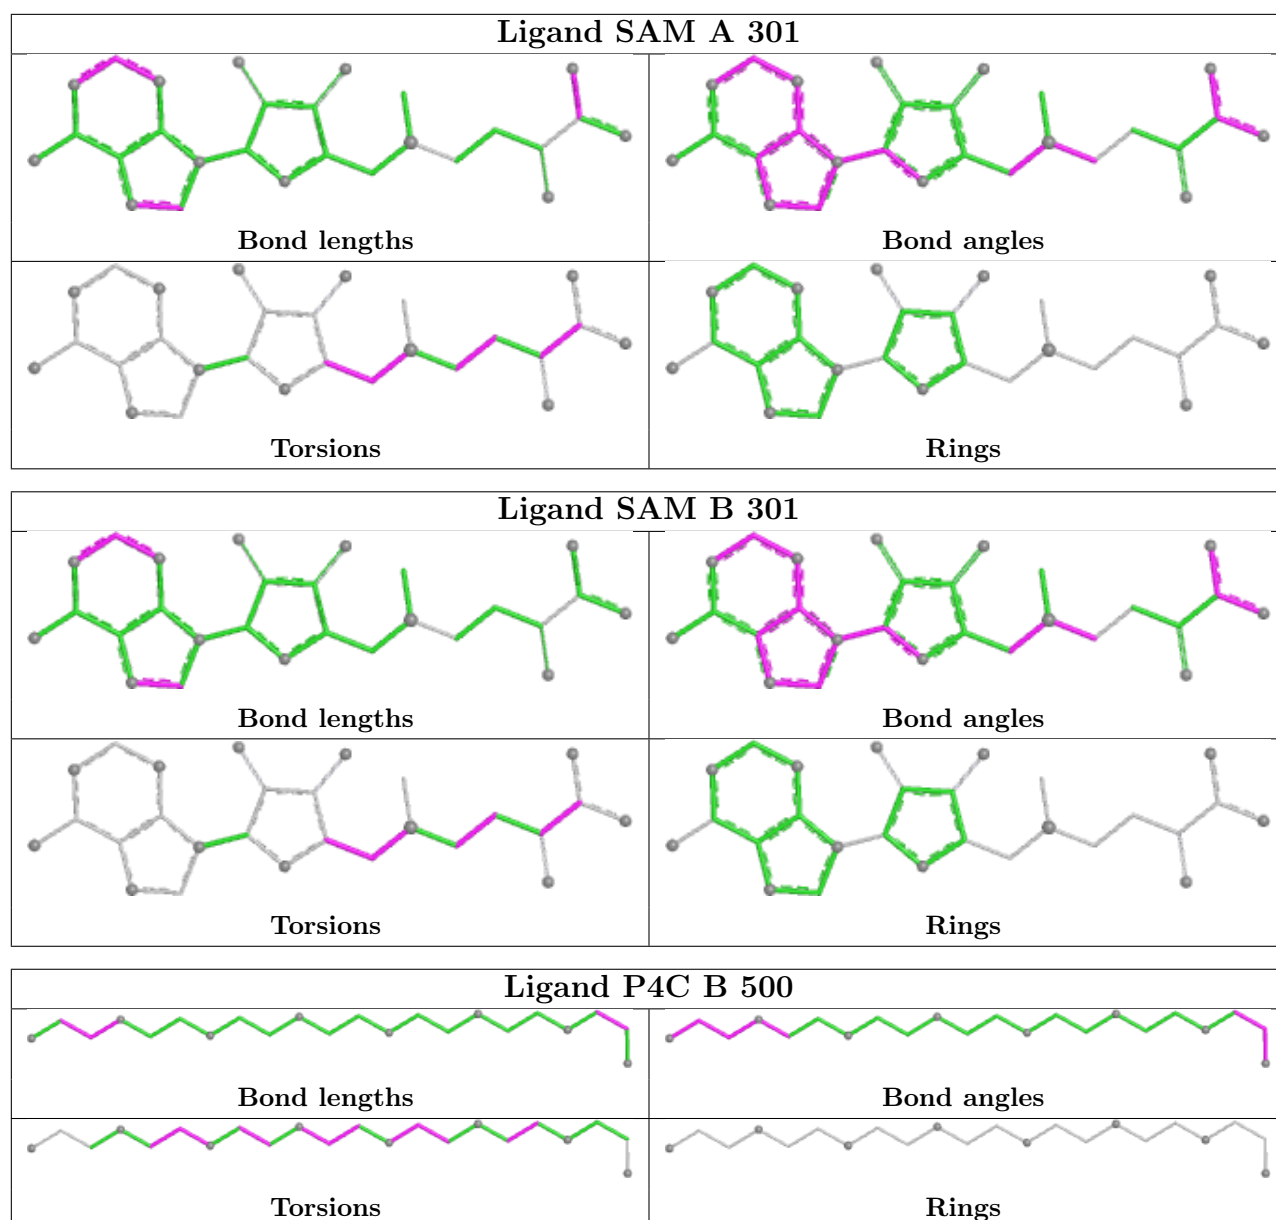 Ligand SAM A 301
Bond lengths
Bond angles
Torsions
Rings
Ligand SAM B 301
Bond lengths
Bond angles
Torsions
Rings
Ligand P4C B 500
Bond lengths
Bond angles
Torsions
Rings